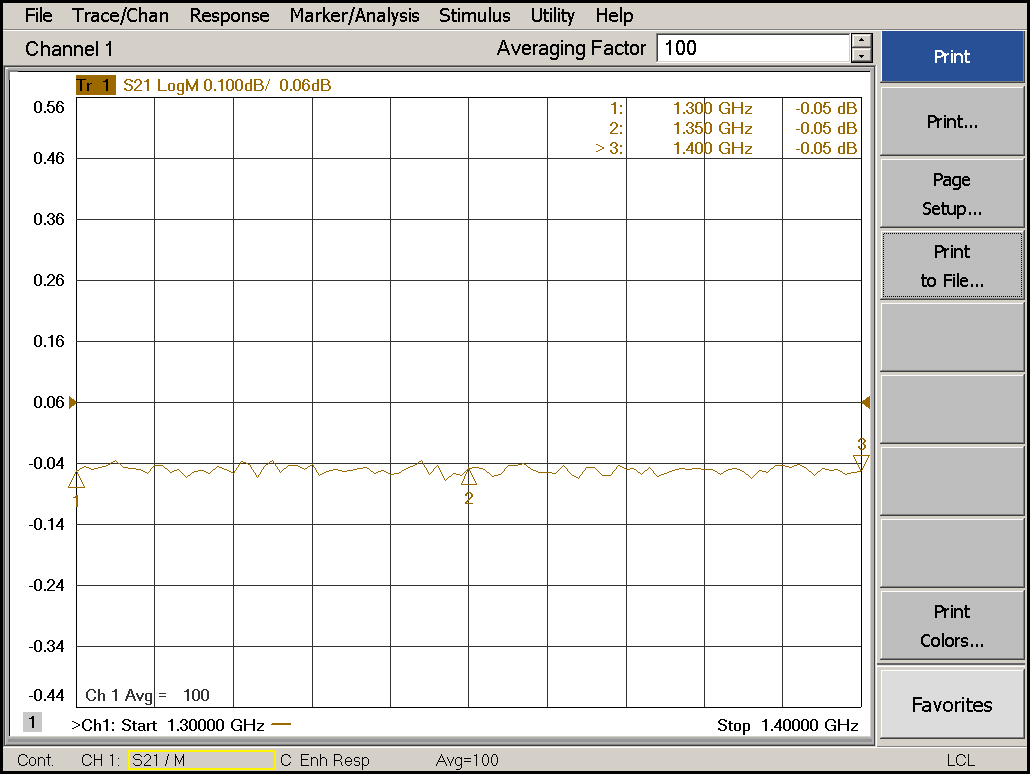 File Trace/Chan Response Marker/Analysis Stimulus Utility Help
Channel 1 Averaging Factor 100
Print
Print...
Page
Setup...
Print
to File...
Print
Colors...
Favorites
Tr 1 S21 LogM 0.100dB/ 0.06dB
0.56
0.46
0.36
0.26
0.16
0.06
-0.04
-0.14
-0.24
-0.34
-0.44
1: 1.300 GHz -0.05 dB
2: 1.350 GHz -0.05 dB
> 3: 1.400 GHz -0.05 dB
1
2
3
Ch 1 Avg = 100
1 >Ch1: Start 1.30000 GHz Stop 1.40000 GHz
Cont. CH 1: S21 / M C Enh Resp Avg=100 LCL